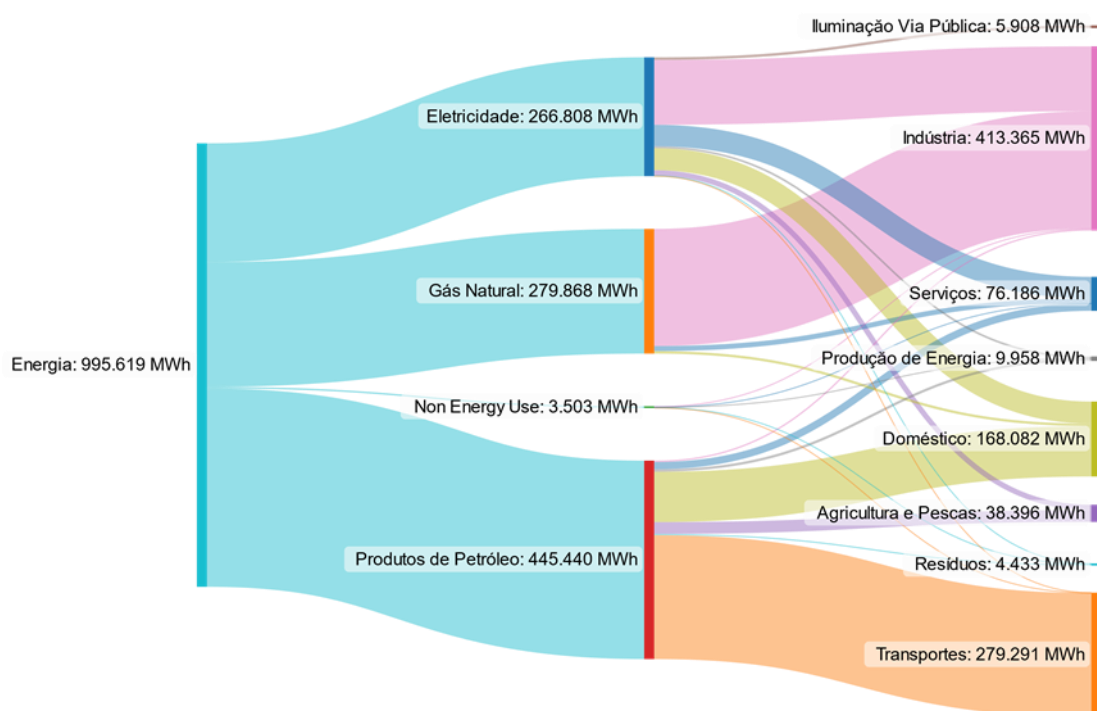 Iluminação Via Pública: 5.908 MWh
Eletricidade: 266.808 MWh
Indústria: 413.365 MWh
Gás Natural: 279.868 MWh
Serviços: 76.186 MWh
Produção de Energia: 9.958 MWh
Energia: 995.619 MWh
Non Energy Use: 3.503 MWh
Doméstico: 168.082 MWh
Agricultura e Pescas: 38.396 MWh
Produtos de Petróleo: 445.440 MWh
Resíduos: 4.433 MWh
Transportes: 279.291 MWh